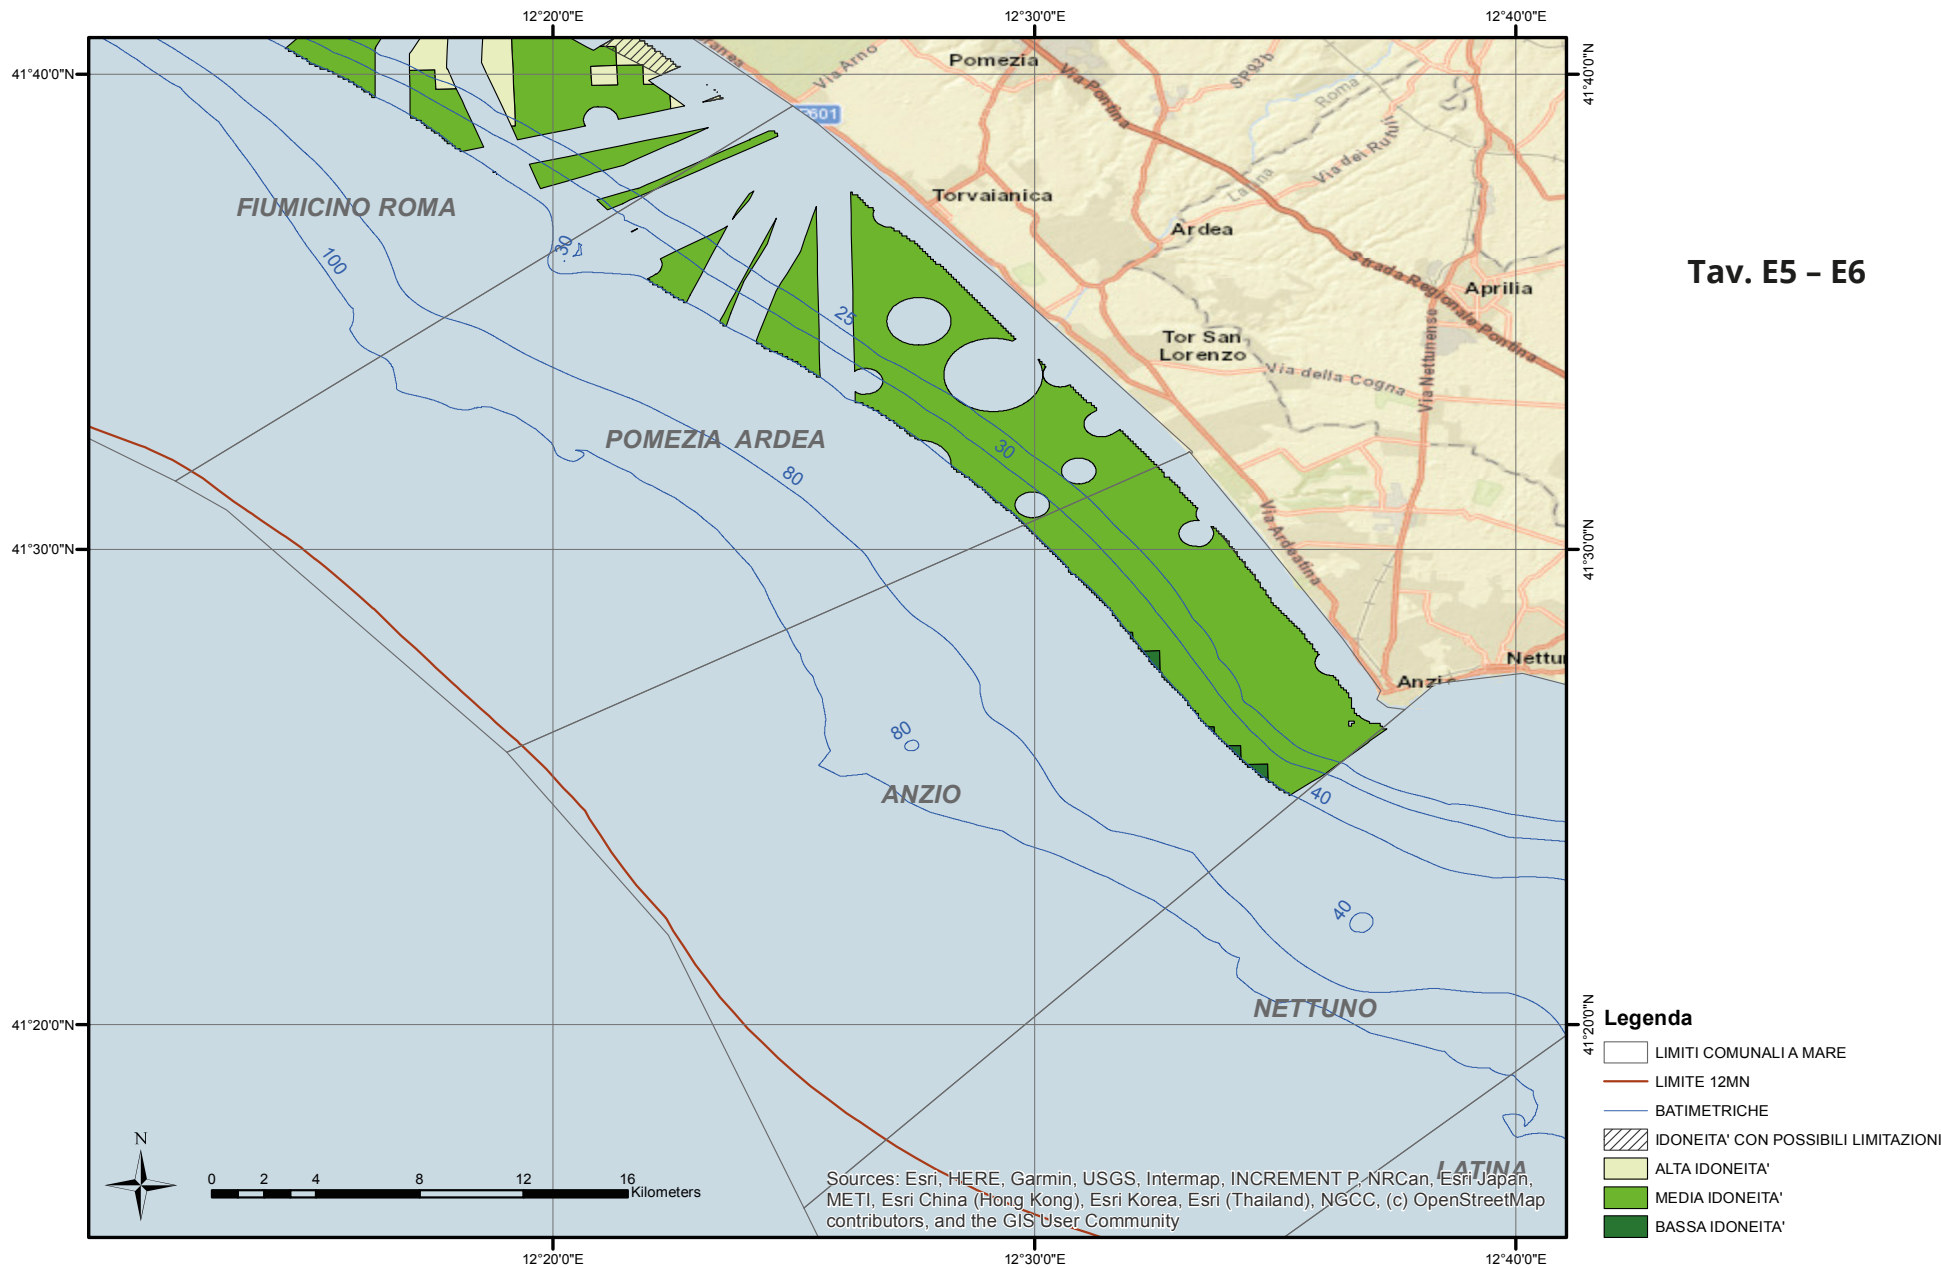 12°20'0"E
12°30'0"E
12°40'0"E
41°40'0"N
41°40'0"N
Pomezia
Via Arno
SP93b
Via Pontina
Roma
601
Via dei Rutuli
Latina
Torvaianica
FIUMICINO ROMA
Ardea
30
100
Strada Regionale Pontina
Aprilia
Tav. E5 – E6
25
Tor San
Lorenzo
Via della Cogna
Via Nettunense
POMEZIA ARDEA
30
80
Via Ardeatina
41°30'0"N
41°30'0"N
Anzio
80
ANZIO
40
40
NETTUNO
41°20'0"N
41°20'0"N
Legenda
LIMITI COMUNALI A MARE
LIMITE 12MN
BATIMETRICHE
IDONEITA' CON POSSIBILI LIMITAZIONI
ALTA IDONEITA'
MEDIA IDONEITA'
BASSA IDONEITA'
LATINA
N
0 2 4 8 12 16
Kilometers
Sources: Esri, HERE, Garmin, USGS, Intermap, INCREMENT P, NRCan, Esri Japan,
METI, Esri China (Hong Kong), Esri Korea, Esri (Thailand), NGCC, (c) OpenStreetMap
contributors, and the GIS User Community
12°20'0"E
12°30'0"E
12°40'0"E